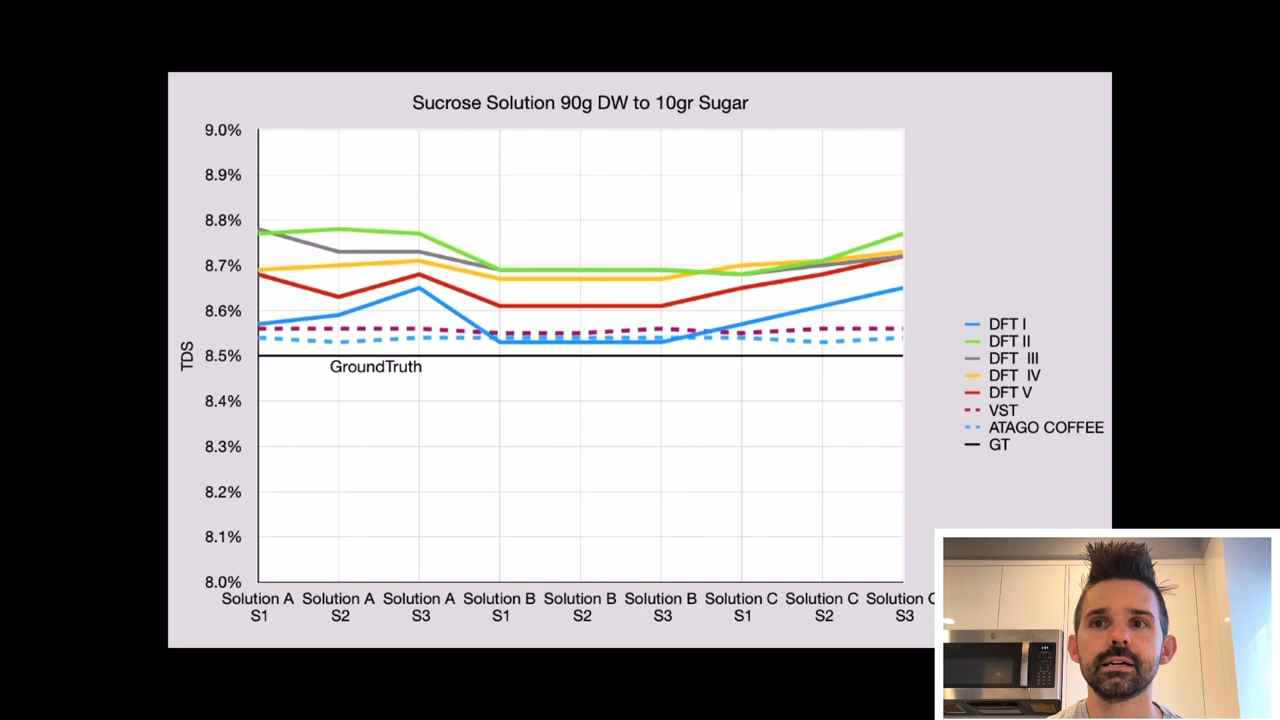 Sucrose Solution 90g DW to 10gr Sugar
9.0%
8.9%
8.8%
8.7%
8.6%
8.5%
8.4%
8.3%
8.2%
8.1%
8.0%
TDS
GroundTruth
Solution A Solution A Solution A Solution B Solution B Solution B Solution C Solution C Solution C
S1 S2 S3 S1 S2 S3 S1 S2 S3
DFT I
DFT II
DFT III
DFT IV
DFT V
VST
ATAGO COFFEE
GT